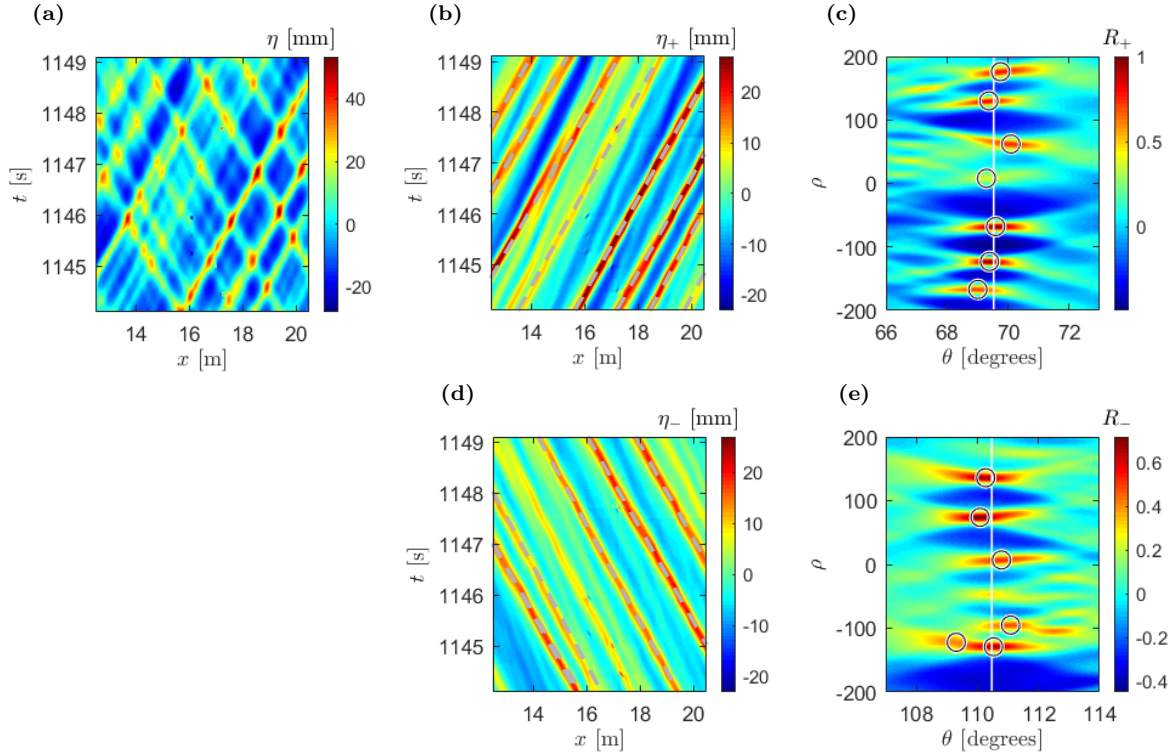 (a)
η [mm]
1149
1148
1147
1146
1145
t [s]
14 16 18 20
x [m]
40
20
0
-20
(b)
η+ [mm]
1149
1148
1147
1146
1145
t [s]
14 16 18 20
x [m]
20
10
0
-10
-20
(c)
R+
200
100
0
-100
-200
ρ
66 68 70 72
θ [degrees]
1
0.5
0
(d)
η− [mm]
1149
1148
1147
1146
1145
t [s]
14 16 18 20
x [m]
20
10
0
-10
-20
(e)
R−
200
100
0
-100
-200
ρ
108 110 112 114
θ [degrees]
0.6
0.4
0.2
0
-0.2
-0.4